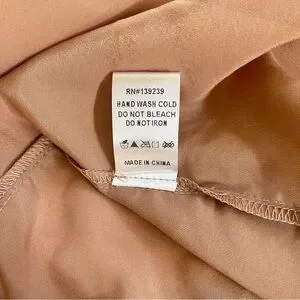 RN#139239
HAND WASH COLD
DO NOT BLEACH
DO NOT IRON
MADE IN CHINA